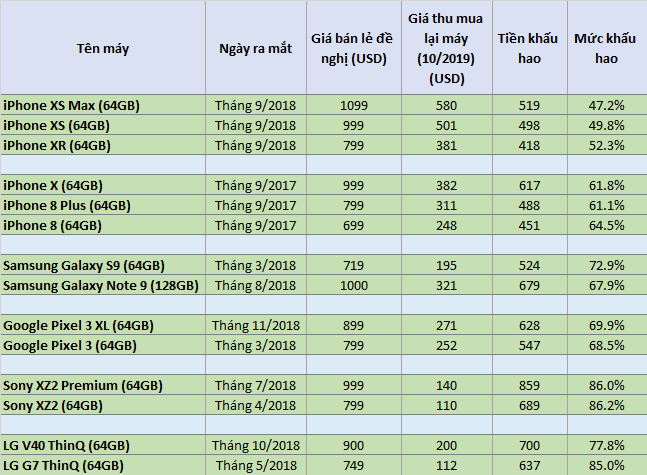 Tên máy Ngày ra mắt Giá bán lẻ đề nghị (USD) Giá thu mua lại máy (10/2019) (USD) Tiền khấu hao Mức khấu hao
iPhone XS Max (64GB) Tháng 9/2018 1099 580 519 47.2%
iPhone XS (64GB) Tháng 9/2018 999 501 498 49.8%
iPhone XR (64GB) Tháng 9/2018 799 381 418 52.3%
iPhone X (64GB) Tháng 9/2017 999 382 617 61.8%
iPhone 8 Plus (64GB) Tháng 9/2017 799 311 488 61.1%
iPhone 8 (64GB) Tháng 9/2017 699 248 451 64.5%
Samsung Galaxy S9 (64GB) Tháng 3/2018 719 195 524 72.9%
Samsung Galaxy Note 9 (128GB) Tháng 8/2018 1000 321 679 67.9%
Google Pixel 3 XL (64GB) Tháng 11/2018 899 271 628 69.9%
Google Pixel 3 (64GB) Tháng 3/2018 799 252 547 68.5%
Sony XZ2 Premium (64GB) Tháng 7/2018 999 140 859 86.0%
Sony XZ2 (64GB) Tháng 4/2018 799 110 689 86.2%
LG V40 ThinQ (64GB) Tháng 10/2018 900 200 700 77.8%
LG G7 ThinQ (64GB) Tháng 5/2018 749 112 637 85.0%